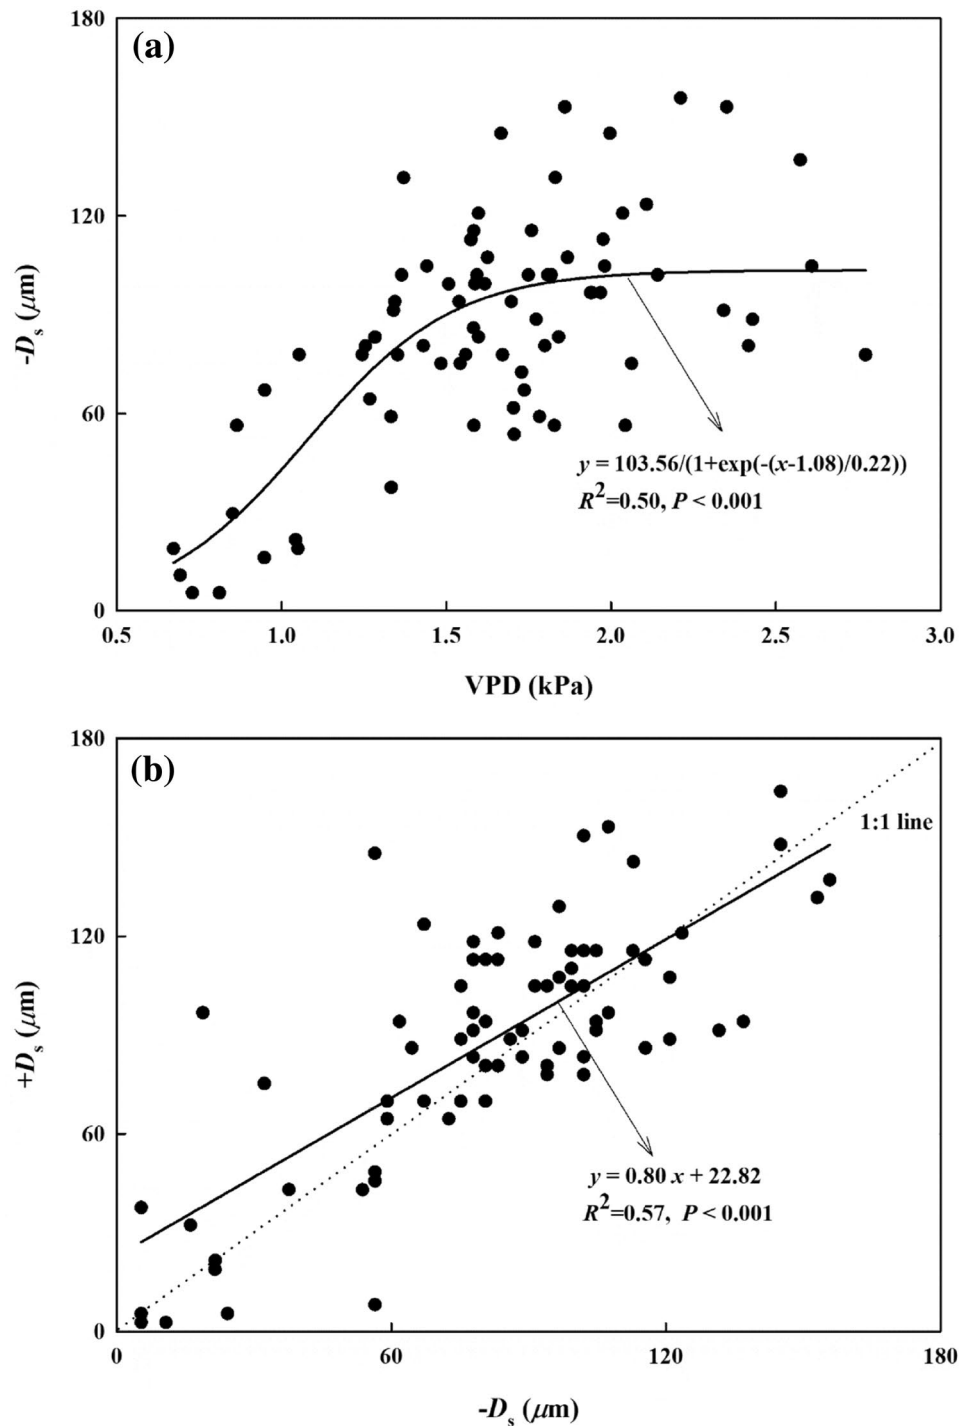 180
(a)
120
-Ds (μm)
60
y = 103.56/(1+exp(-(x-1.08)/0.22))
R2=0.50, P < 0.001
0
0.5 1.0 1.5 2.0 2.5 3.0
VPD (kPa)
180
(b)
1:1 line
120
+Ds (μm)
60
y = 0.80 x + 22.82
R2=0.57, P < 0.001
0
0 60 120 180
-Ds (μm)